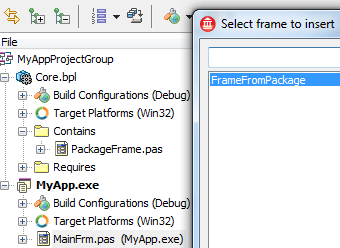 Select frame to insert
File
MyAppProjectGroup
Core.bpl
Build Configurations (Debug)
Target Platforms (Win32)
Contains
PackageFrame.pas
Requires
MyApp.exe
Build Configurations (Debug)
Target Platforms (Win32)
MainFrm.pas (MyApp.exe)
FrameFromPackage